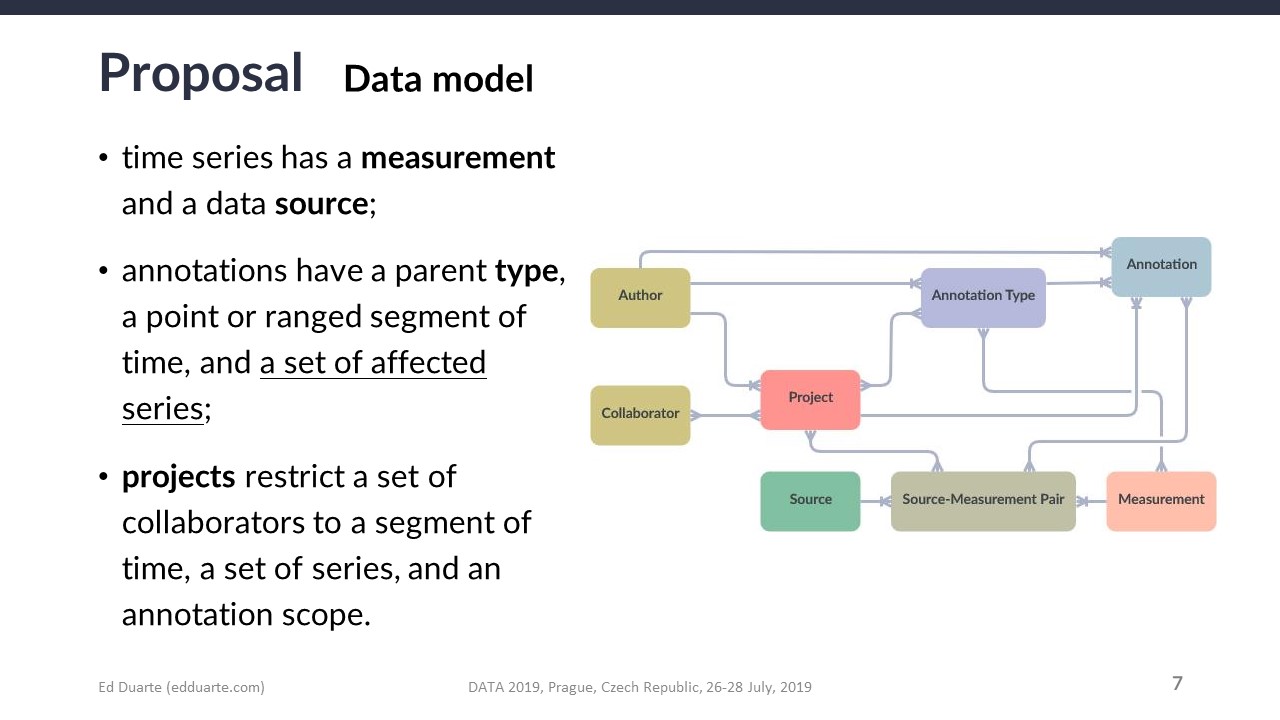 Proposal Data model
• time series has a measurement
and a data source;
• annotations have a parent type,
a point or ranged segment of
time, and a set of affected
series;
• projects restrict a set of
collaborators to a segment of
time, a set of series, and an
annotation scope.
Annotation
Author
Annotation Type
Project
Collaborator
Source
Source-Measurement Pair
Measurement
Ed Duarte (edduarte.com)
DATA 2019, Prague, Czech Republic, 26-28 July, 2019
7